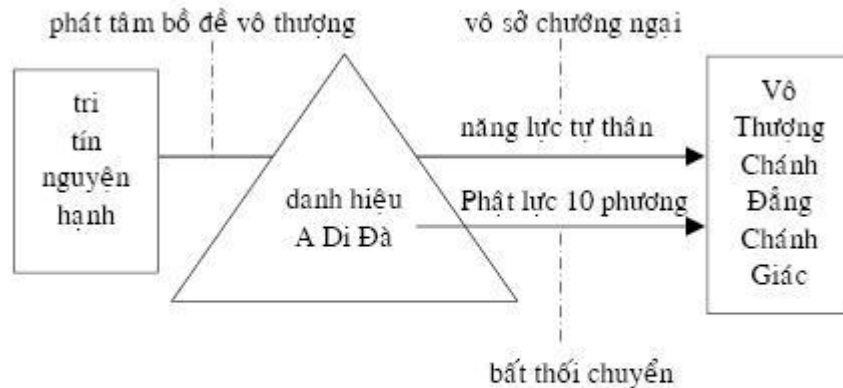 phát tâm bồ đề vô thượng
vô sở chướng ngại
tri
tín
nguyện
hạnh
danh hiệu
A Di Đà
năng lực tự thân
Phật lực 10 phương
Vô
Thượng
Chánh
Đẳng
Chánh
Giác
bất thối chuyển